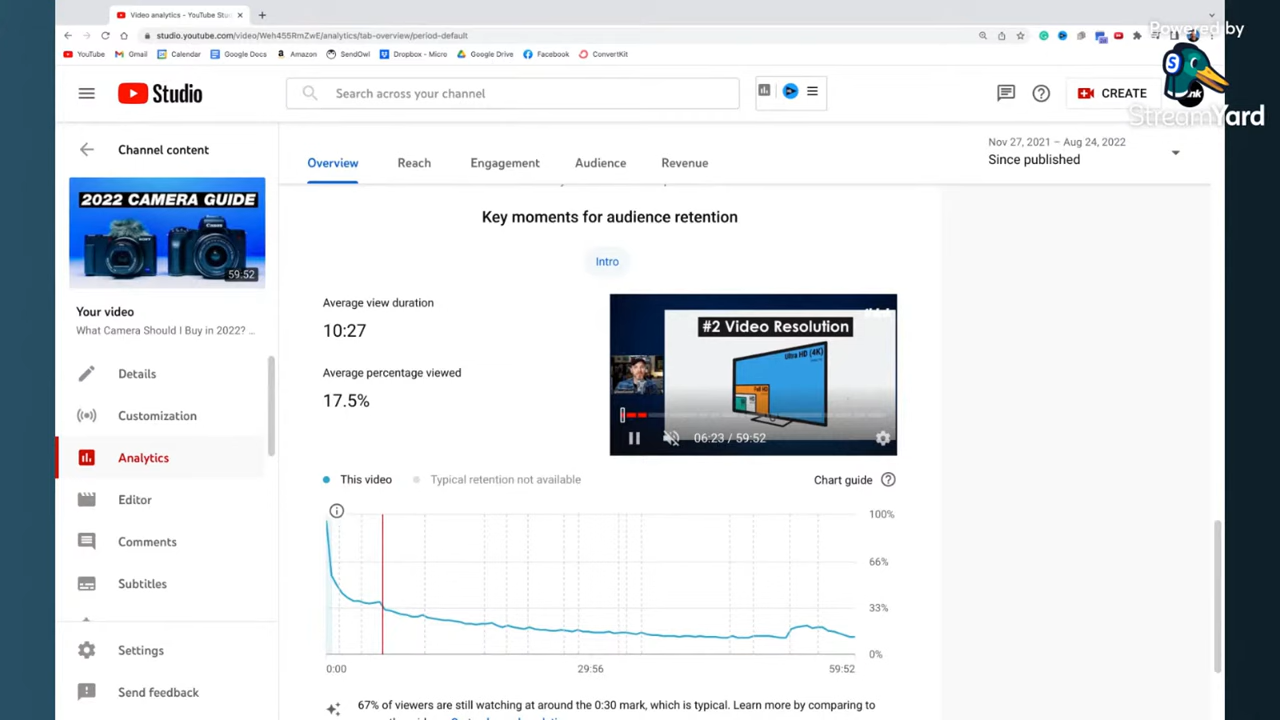 Video analytics - YouTube Stu
Powered by
studio.youtube.com/video/Weh455RmZwE/analytics/tab-overview/period-default
YouTube
Gmail
Calendar
Google Docs
Amazon
SendOwl
Dropbox - Micro
Google Drive
Facebook
ConvertKit
Studio
Search across your channel
CREATE
StreamYard
Channel content
Overview
Reach
Engagement
Audience
Revenue
Nov 27, 2021 – Aug 24, 2022
Since published
2022 CAMERA GUIDE
SONY
Canon
59:52
Your video
What Camera Should I Buy in 2022? ...
Details
Customization
Analytics
Editor
Comments
Subtitles
Settings
Send feedback
Key moments for audience retention
Intro
Average view duration
10:27
Average percentage viewed
17.5%
#2 Video Resolution
Ultra HD (4K)
Full HD
06:23 / 59:52
This video
Typical retention not available
Chart guide
100%
66%
33%
0%
0:00
29:56
59:52
67% of viewers are still watching at around the 0:30 mark, which is typical. Learn more by comparing to